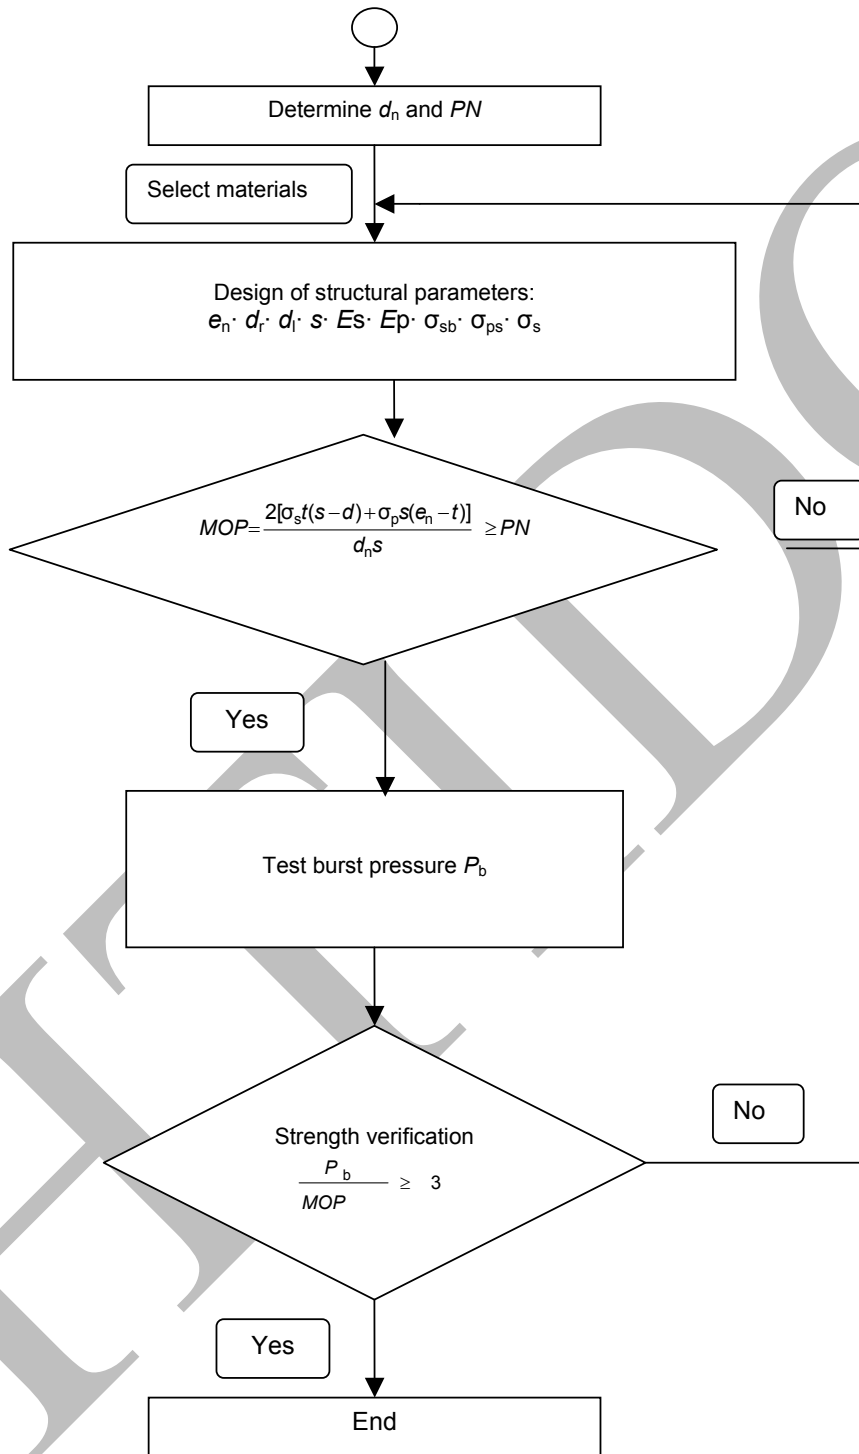 Determine dn and PN
Select materials
Design of structural parameters:
en· dr· dl· s· Es· Ep· σsb· σps· σs
MOP=2[σst(s−d)+σps(en−t)]/dns ≥PN
No
Yes
Test burst pressure Pb
Strength verification
Pb/MOP ≥ 3
No
Yes
End